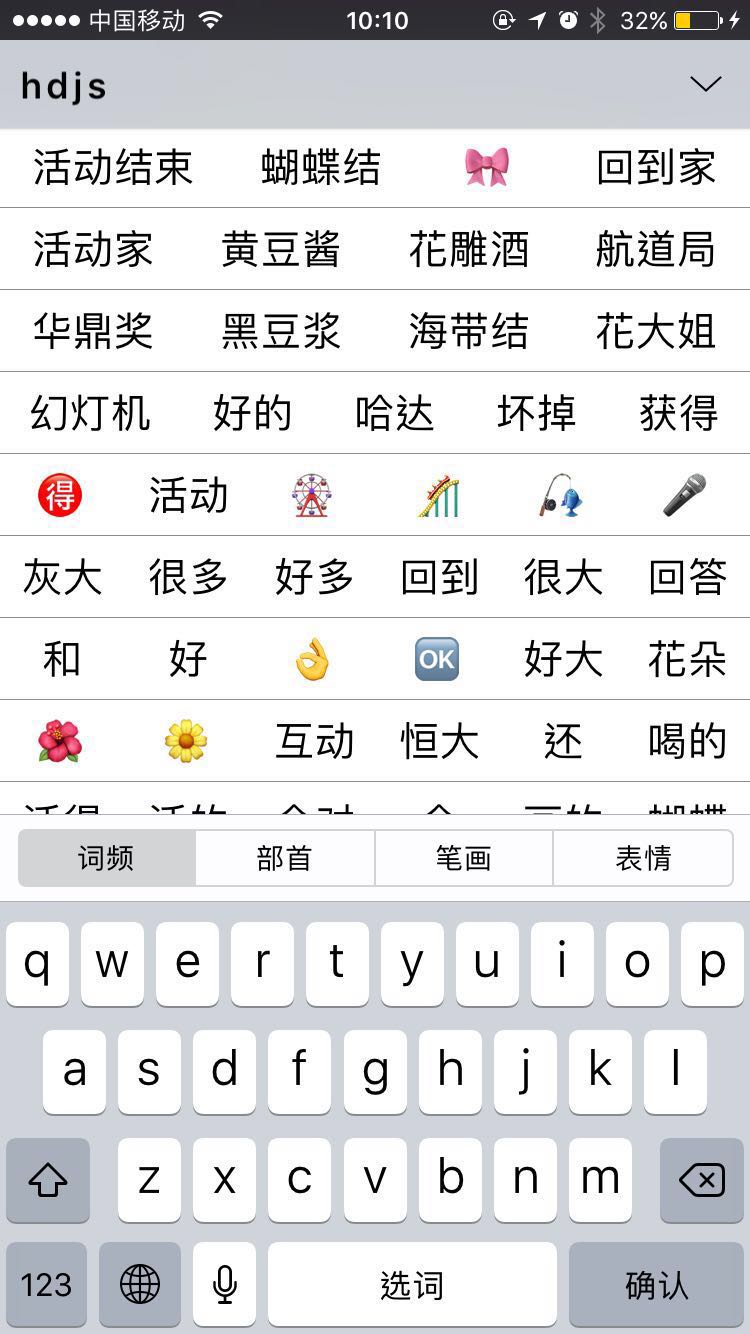 中国移动 10:10 32%
hdjs
活动结束 蝴蝶结 回到家
活动家 黄豆酱 花雕酒 航道局
华鼎奖 黑豆浆 海带结 花大姐
幻灯机 好的 哈达 坏掉 获得
得 活动
灰大 很多 好多 回到 很大 回答
和 好 OK 好大 花朵
互动 恒大 还 喝的
词频 部首 笔画 表情
q w e r t y u i o p
a s d f g h j k l
z x c v b n m
123 选词 确认